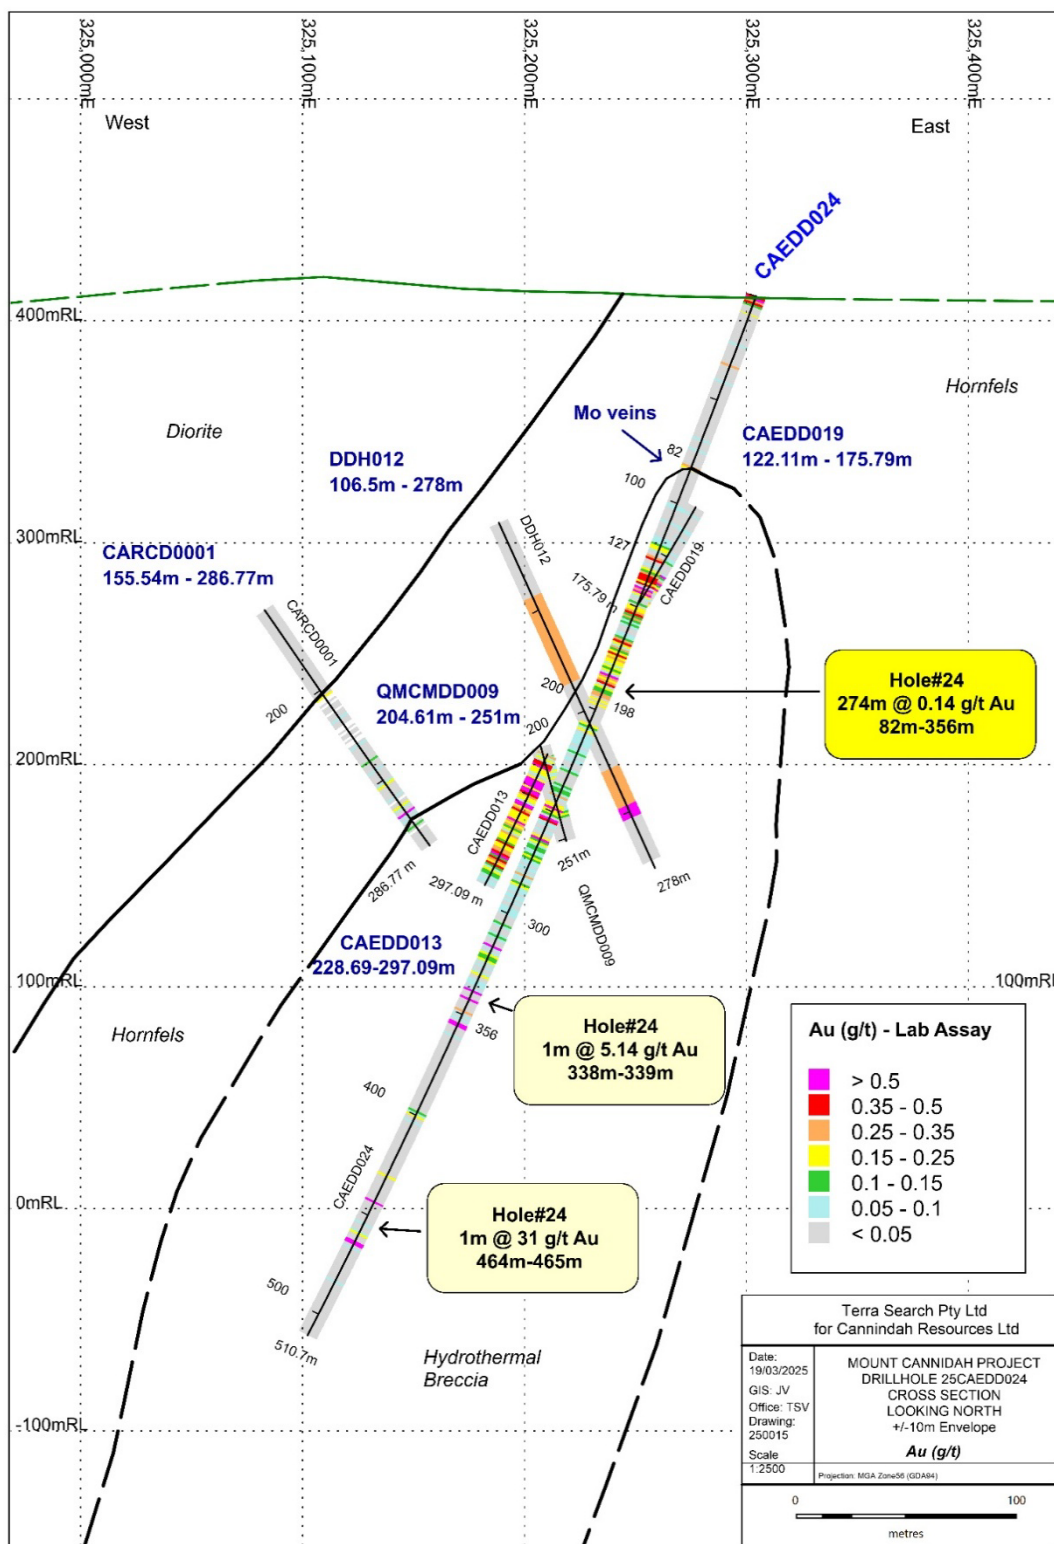 325,000mE
325,100mE
325,200mE
325,300mE
325,400mE
West
East
CAEDD024
400mRL
Hornfels
Diorite
Mo veins
82
CAEDD019
122.11m - 175.79m
DDH012
106.5m - 278m
100
300mRL
DDH012
127
CAEDD019
CARCD0001
155.54m - 286.77m
175.79 m
CARCD0001
QMCMDD009
204.61m - 251m
200
200
200
198
Hole#24
274m @ 0.14 g/t Au
82m-356m
200mRL
CAEDD013
251m
278m
286.77 m
297.09 m
QMCMDD009
300
CAEDD013
228.69-297.09m
100mRL
100mRL
Hornfels
356
Hole#24
1m @ 5.14 g/t Au
338m-339m
400
CAEDD024
0mRL
Hole#24
1m @ 31 g/t Au
464m-465m
500
510.7m
Hydrothermal
Breccia
-100mRL
Au (g/t) - Lab Assay
> 0.5
0.35 - 0.5
0.25 - 0.35
0.15 - 0.25
0.1 - 0.15
0.05 - 0.1
< 0.05
Terra Search Pty Ltd
for Cannindah Resources Ltd
Date:
19/03/2025
GIS: JV
Office: TSV
Drawing:
250015
Scale
1:2500
MOUNT CANNIDAH PROJECT
DRILLHOLE 25CAEDD024
CROSS SECTION
LOOKING NORTH
+/-10m Envelope
Au (g/t)
Projection: MGA Zone56 (GDA94)
0
100
metres